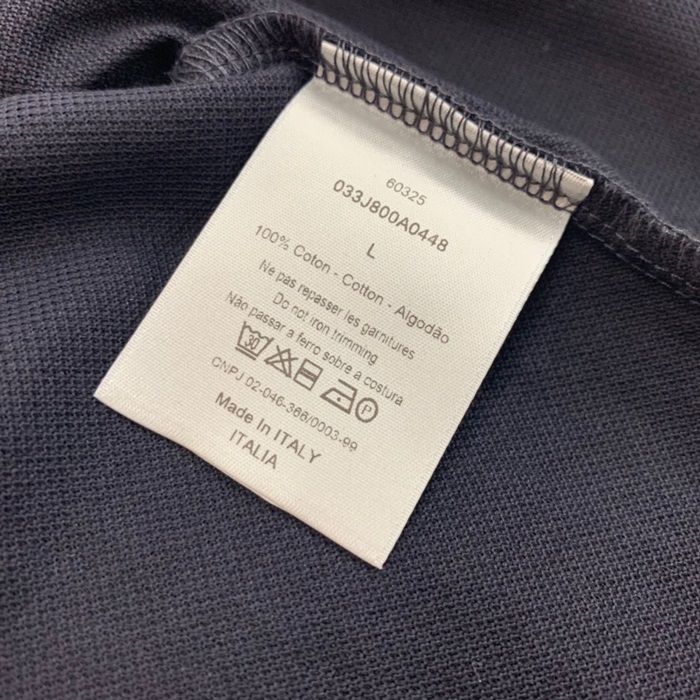 60325
033J800A0448
L
100% Coton - Cotton - Algodão
Ne pas repasser les garnitures
Do not iron trimming
Não passar a ferro sobre a costura
30 P
CNPJ 02-046-366/0003-99
Made In ITALY
ITALIA